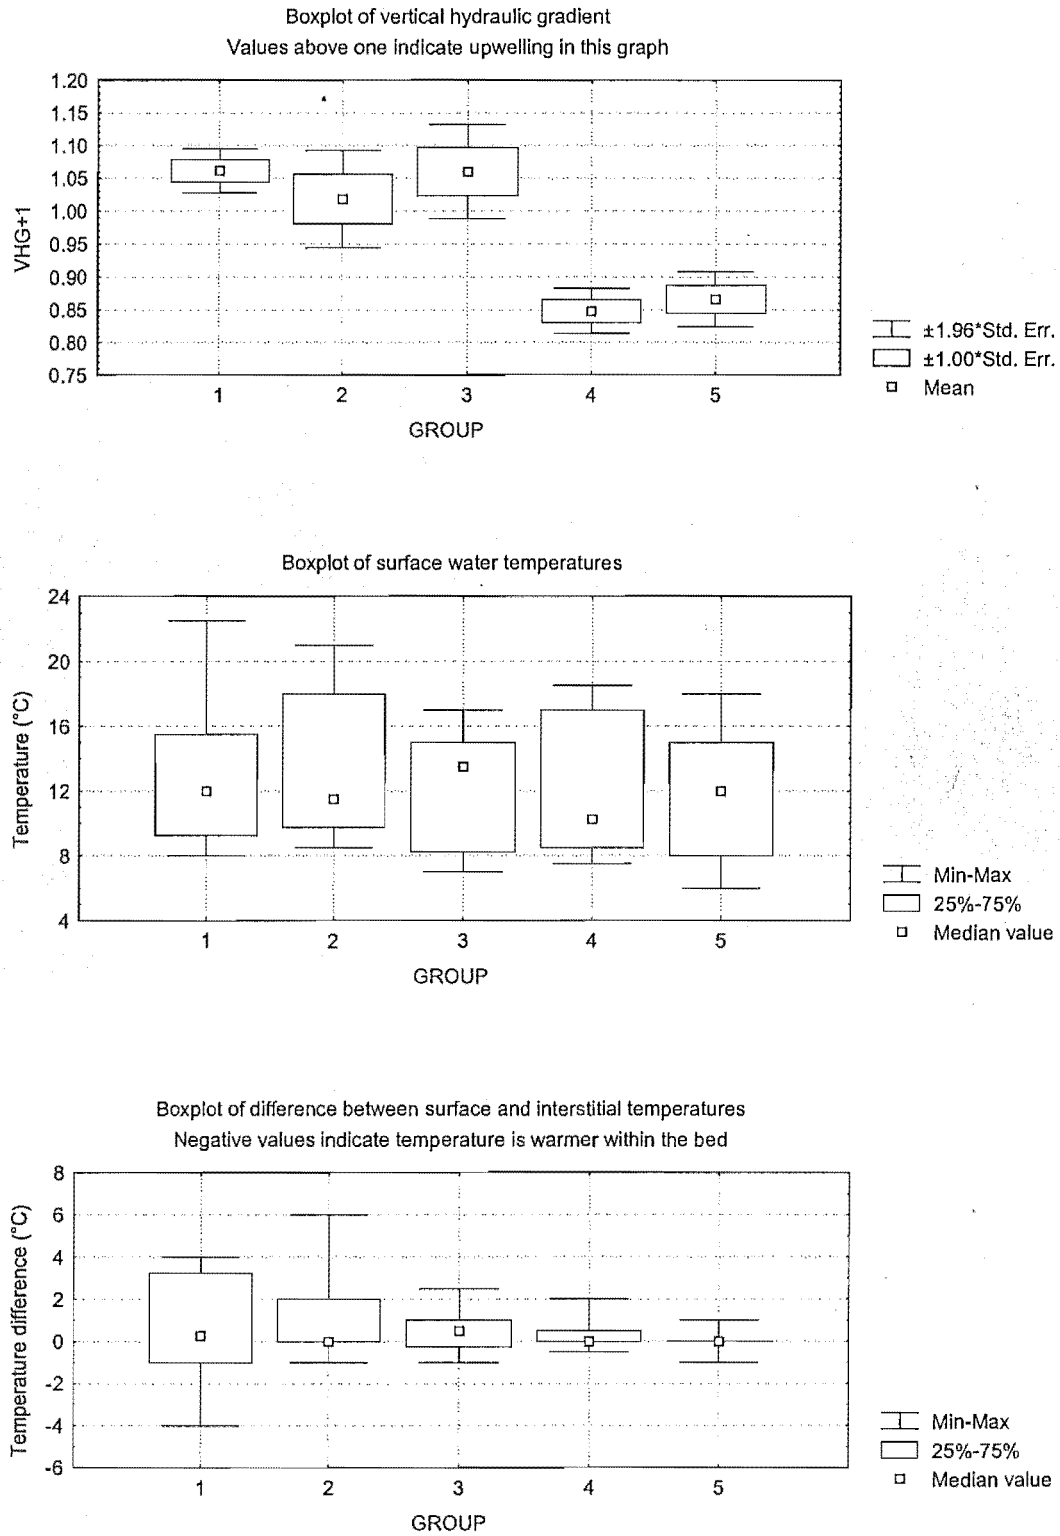 Boxplot of vertical hydraulic gradient
Values above one indicate upwelling in this graph
1.20
1.15
1.10
1.05
1.00
0.95
0.90
0.85
0.80
0.75
VHG+1
1 2 3 4 5
GROUP
±1.96*Std. Err.
±1.00*Std. Err.
Mean
Boxplot of surface water temperatures
24
20
16
12
8
4
Temperature (°C)
1 2 3 4 5
GROUP
Min-Max
25%-75%
Median value
Boxplot of difference between surface and interstitial temperatures
Negative values indicate temperature is warmer within the bed
8
6
4
2
0
-2
-4
-6
Temperature difference (°C)
1 2 3 4 5
GROUP
Min-Max
25%-75%
Median value